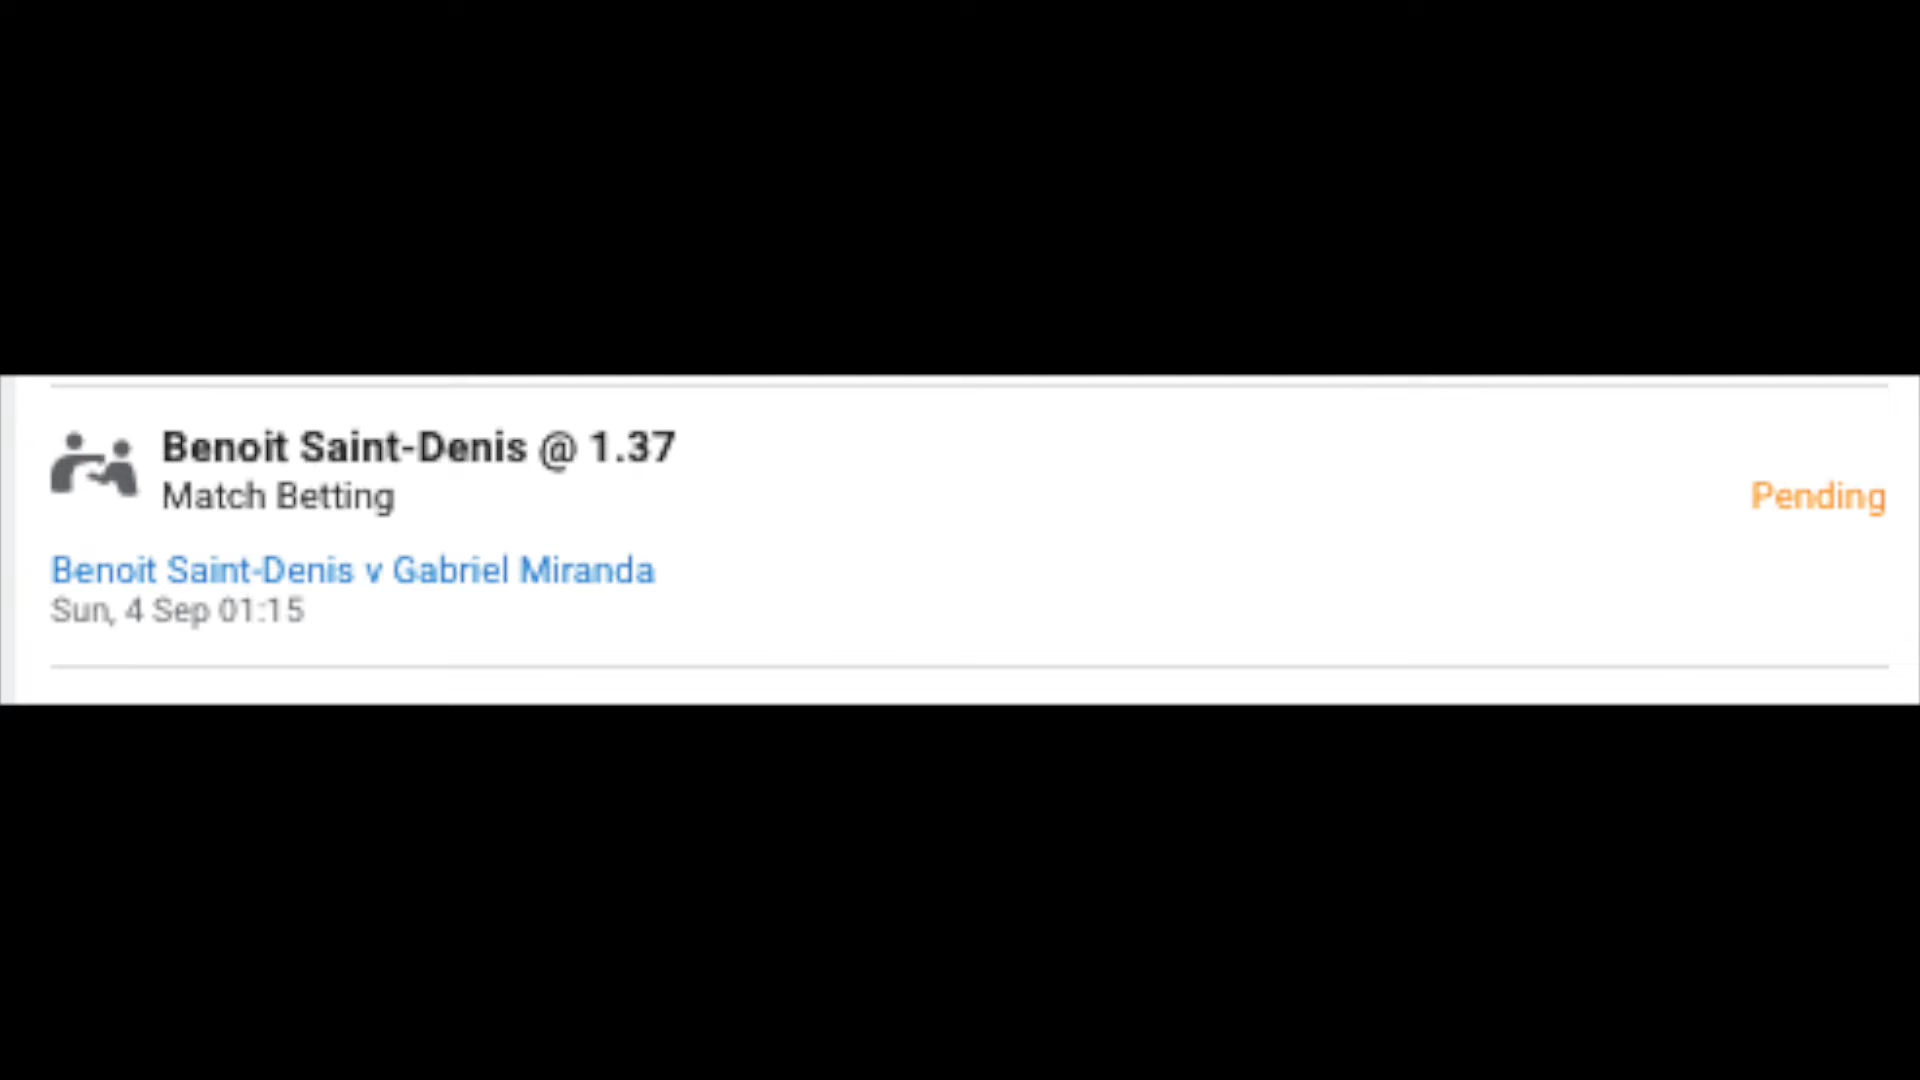 Benoit Saint-Denis @ 1.37
Match Betting
Pending
Benoit Saint-Denis v Gabriel Miranda
Sun, 4 Sep 01:15